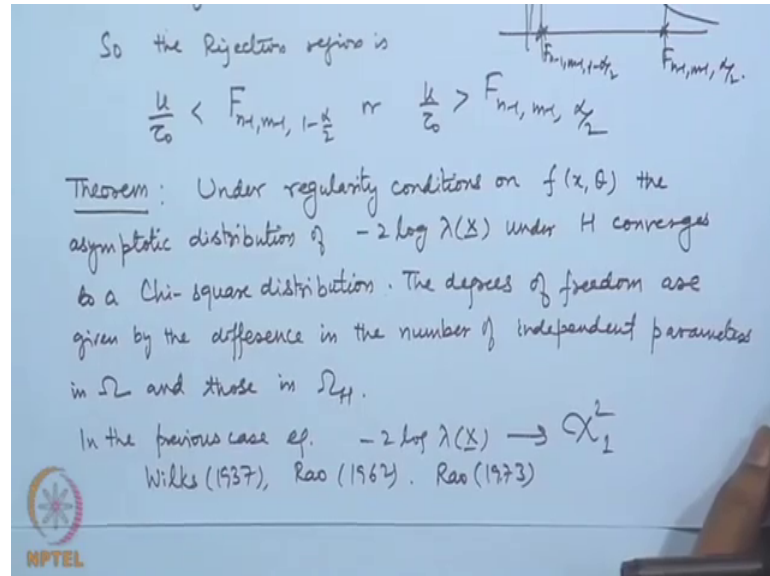 So the Rejection region is
F_{n-1, m-1, 1-α/2} F_{n-1, m-1, α/2}.
u/τ₀ < F_{n-1, m-1, 1-α/2} or u/τ₀ > F_{n-1, m-1, α/2}
Theorem: Under regularity conditions on f(x, θ) the
asymptotic distribution of -2 log λ(X) under H converges
to a Chi-square distribution. The degrees of freedom are
given by the difference in the number of independent parameters
in Ω and those in Ω_H.
In the previous case eg. -2 log λ(X) → χ²₁
Wilks (1937), Rao (1962). Rao (1973)
NPTEL